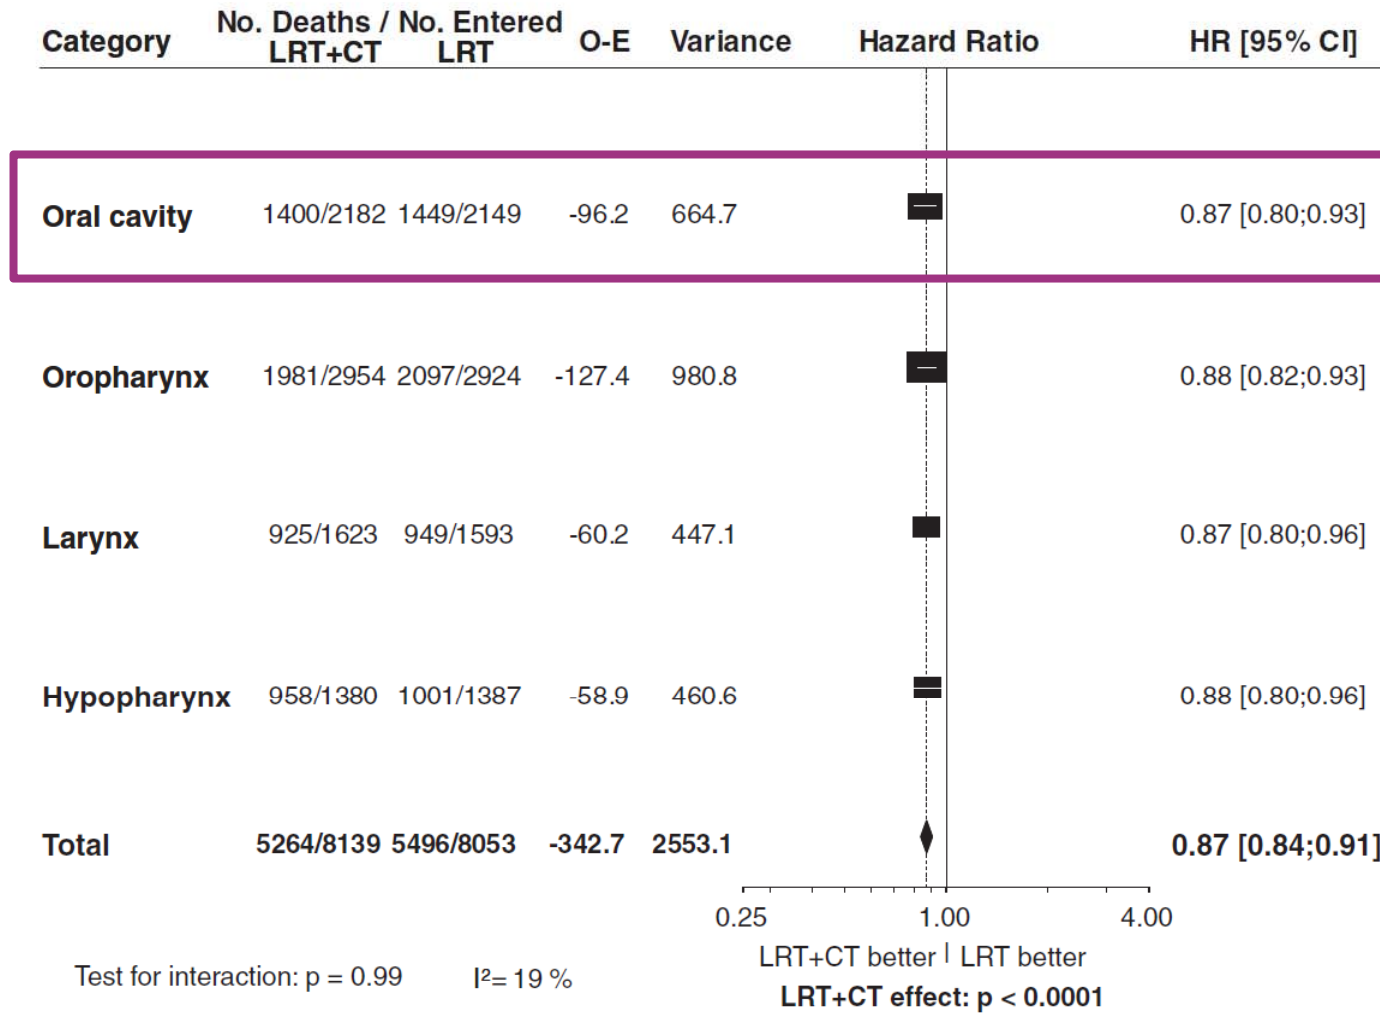 Category No. Deaths / No. Entered O-E Variance Hazard Ratio HR [95% CI]
LRT+CT LRT
Oral cavity 1400/2182 1449/2149 -96.2 664.7 0.87 [0.80;0.93]
Oropharynx 1981/2954 2097/2924 -127.4 980.8 0.88 [0.82;0.93]
Larynx 925/1623 949/1593 -60.2 447.1 0.87 [0.80;0.96]
Hypopharynx 958/1380 1001/1387 -58.9 460.6 0.88 [0.80;0.96]
Total 5264/8139 5496/8053 -342.7 2553.1 0.87 [0.84;0.91]
0.25 1.00 4.00
LRT+CT better | LRT better
Test for interaction: p = 0.99 I²= 19 %
LRT+CT effect: p < 0.0001